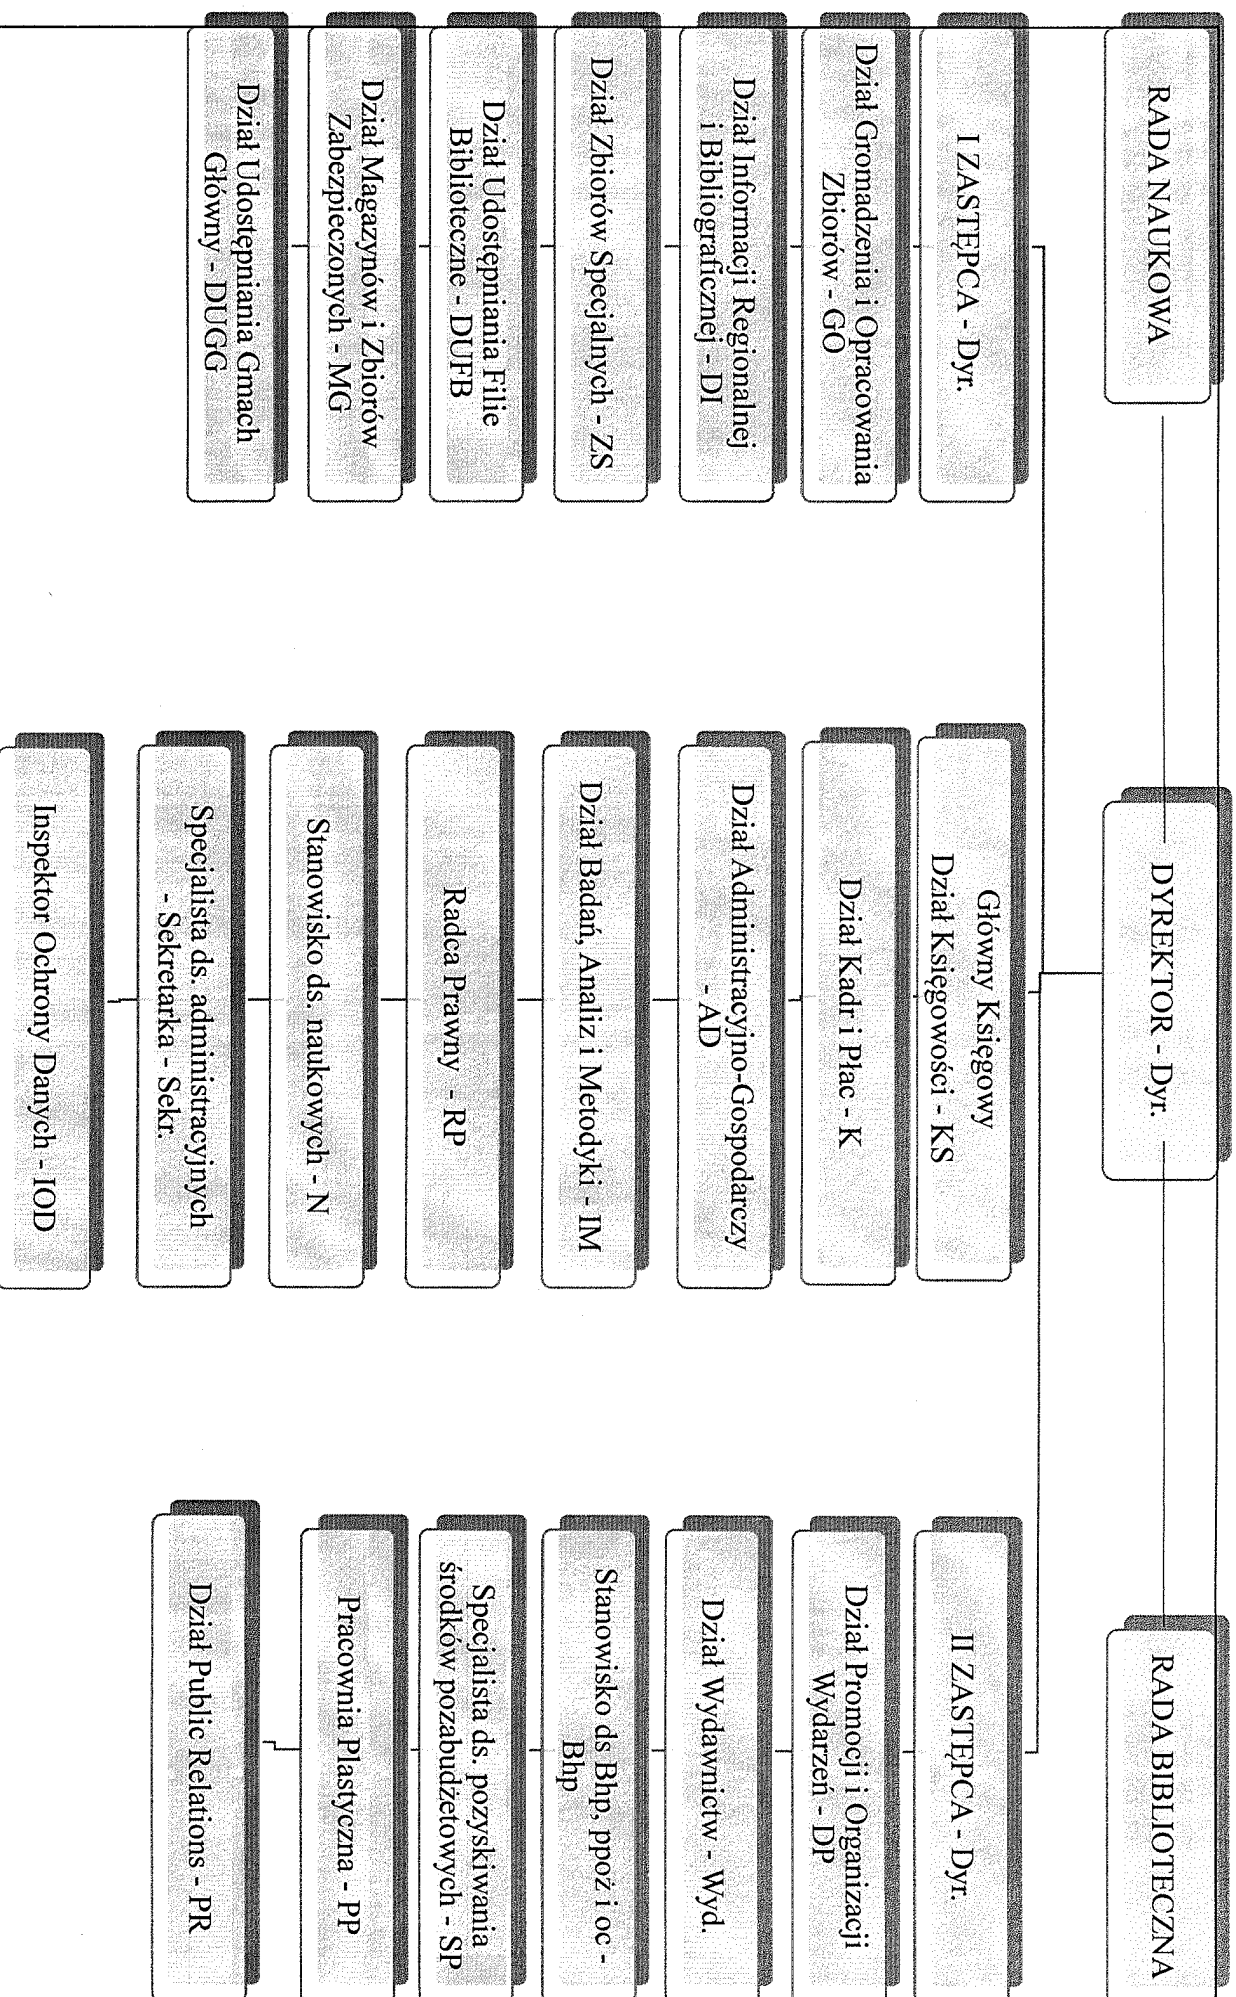 RADA NAUKOWA
DYREKTOR - Dyr.
RADA BIBLIOTECZNA
I ZASTĘPCA - Dyr.
Dział Gromadzenia i Opracowania
Zbiorów - GO
Dział Informacji Regionalnej
i Bibliograficznej - DI
Dział Zbiorów Specjalnych - ZS
Dział Udostępniania Filie
Biblioteczne - DUFB
Dział Magazynów i Zbiorów
Zabezpieczonych - MG
Dział Udostępniania Gmach
Główny - DUGG
Główny Księgowy
Dział Księgowości - KS
Dział Kadr i Płac - K
Dział Administracyjno-Gospodarczy
- AD
Dział Badań, Analiz i Metodyki - IM
Radca Prawny - RP
Stanowisko ds. naukowych - N
Specjalista ds. administracyjnych
- Sekretarka - Sekr.
Inspektor Ochrony Danych - IOD
II ZASTĘPCA - Dyr.
Dział Promocji i Organizacji
Wydarzeń - DP
Dział Wydawnictw - Wyd.
Stanowisko ds Bhp, ppoż i oc -
Bhp
Specjalista ds. pozyskiwania
środków pozabudżetowych - SP
Pracownia Plastyczna - PP
Dział Public Relations - PR